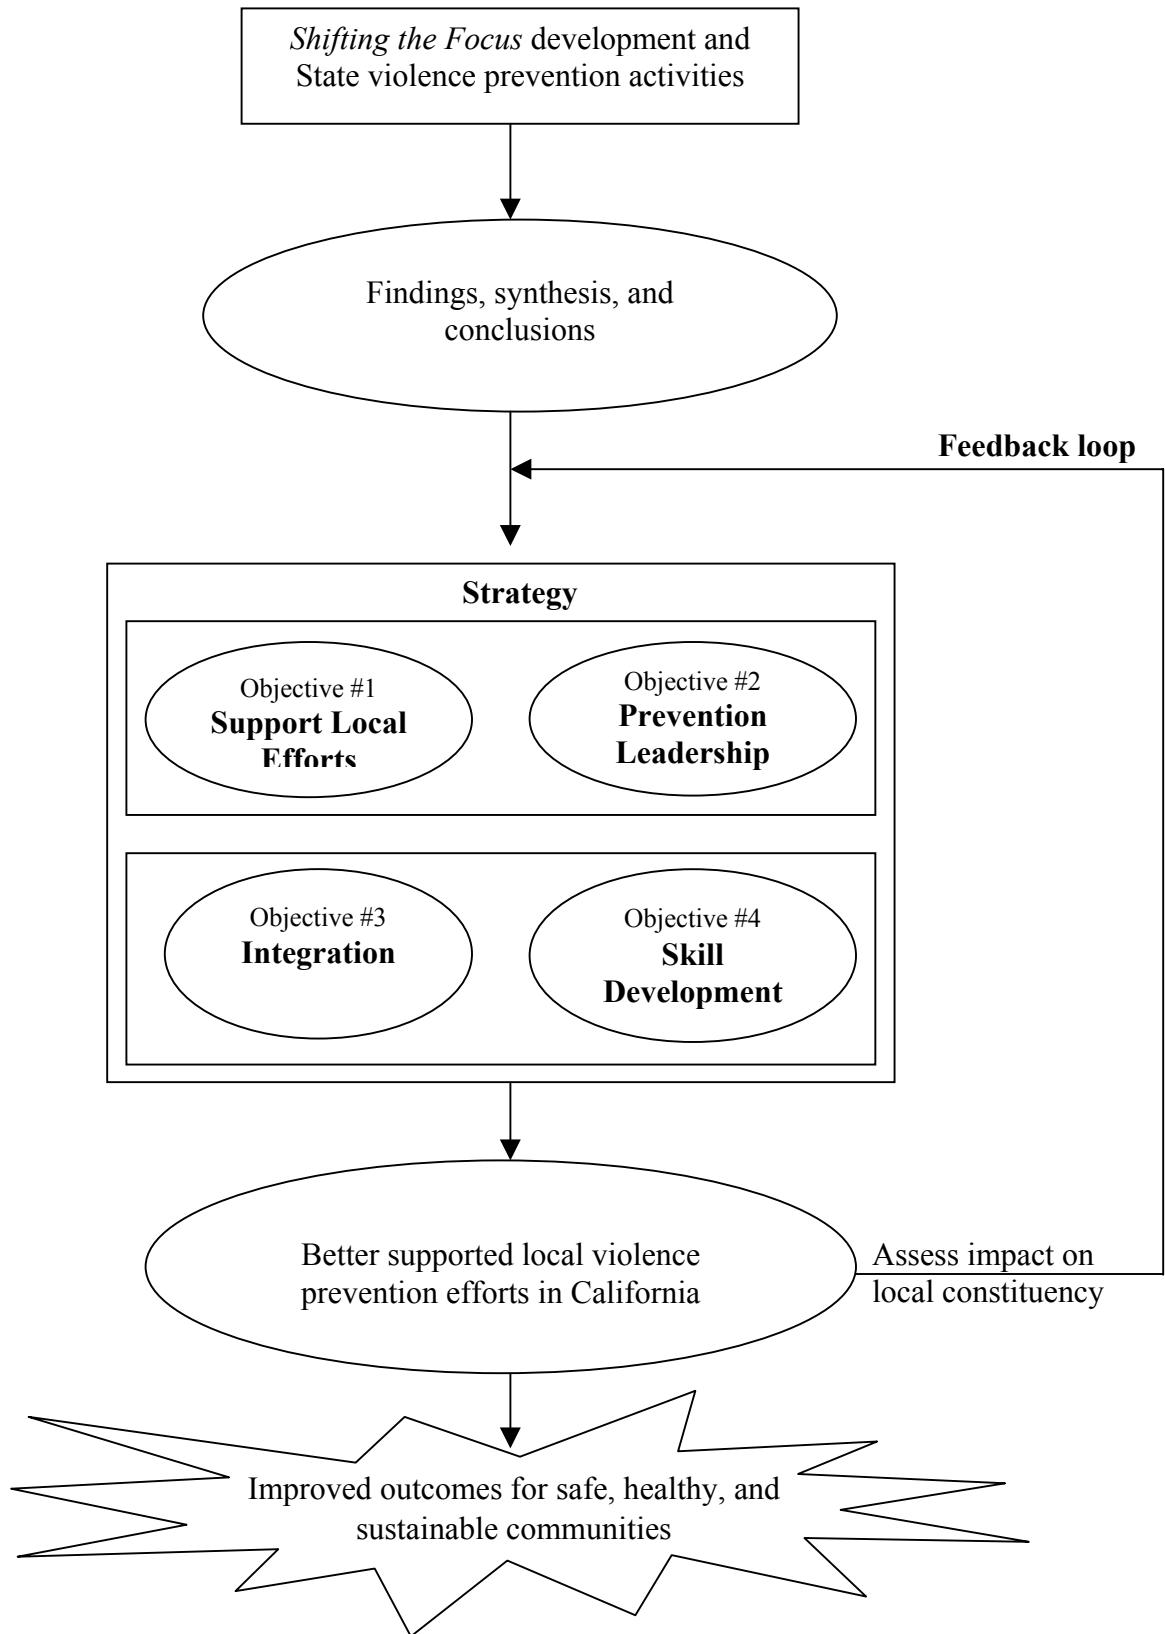 Shifting the Focus development and
State violence prevention activities
Findings, synthesis, and
conclusions
Feedback loop
Strategy
Objective #1
Support Local
Efforts
Objective #2
Prevention
Leadership
Objective #3
Integration
Objective #4
Skill
Development
Better supported local violence
prevention efforts in California
Assess impact on
local constituency
Improved outcomes for safe, healthy, and
sustainable communities